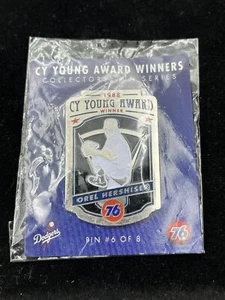 CY YOUNG AWARD WINNERS
COLLECTOR'S PIN SERIES
1988
CY YOUNG AWARD
WINNER
OREL HERSHISER
76
Dodgers
PIN #6 OF 8
76